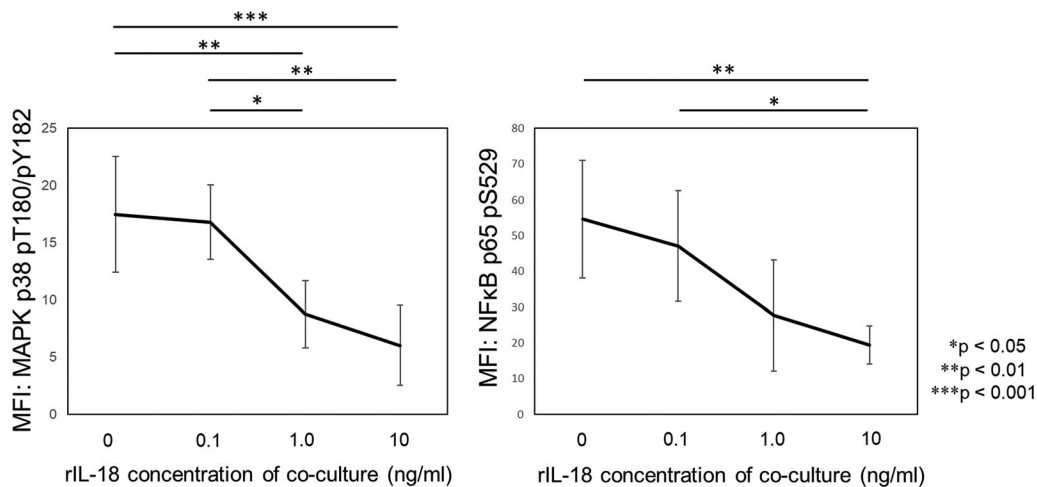 ***
**
**
*
MFI: MAPK p38 pT180/pY182
25
20
15
10
5
0
0 0.1 1.0 10
rIL-18 concentration of co-culture (ng/ml)
**
*
MFI: NFκB p65 pS529
80
70
60
50
40
30
20
10
0
0 0.1 1.0 10
rIL-18 concentration of co-culture (ng/ml)
*p < 0.05
**p < 0.01
***p < 0.001